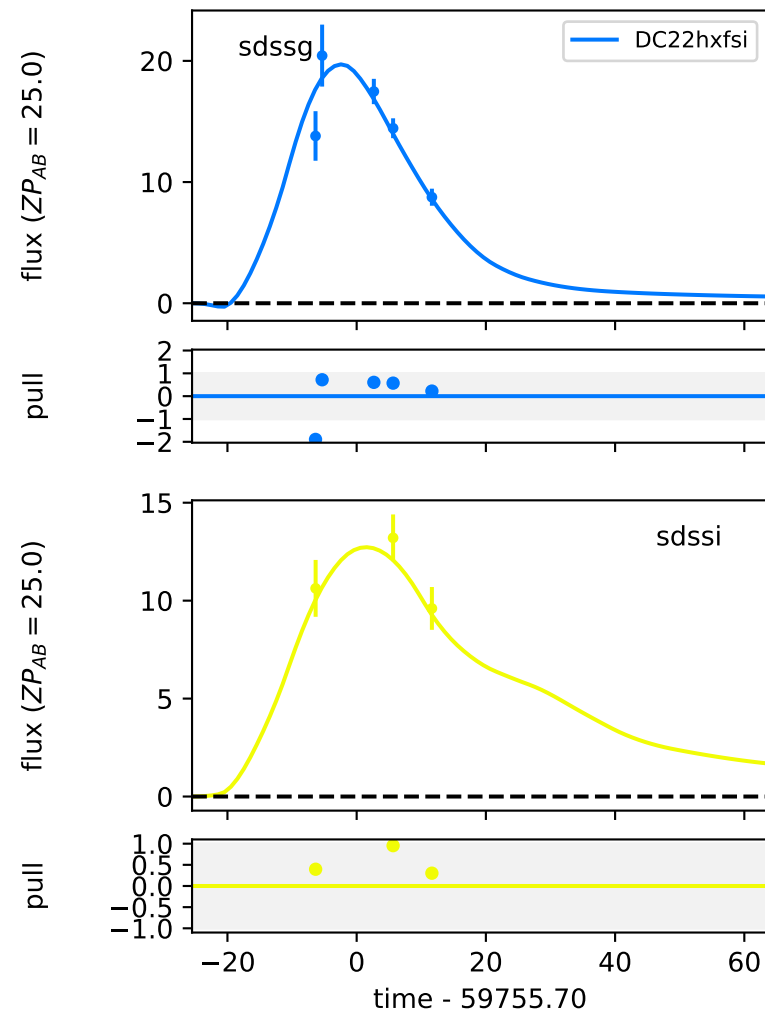 sdssg
DC22hxfsi
flux (ZP_AB = 25.0)
20
10
0
pull
2
1
0
−1
−2
sdssi
flux (ZP_AB = 25.0)
15
10
5
0
pull
1.0
0.5
0.0
−0.5
−1.0
−20 0 20 40 60
time - 59755.70